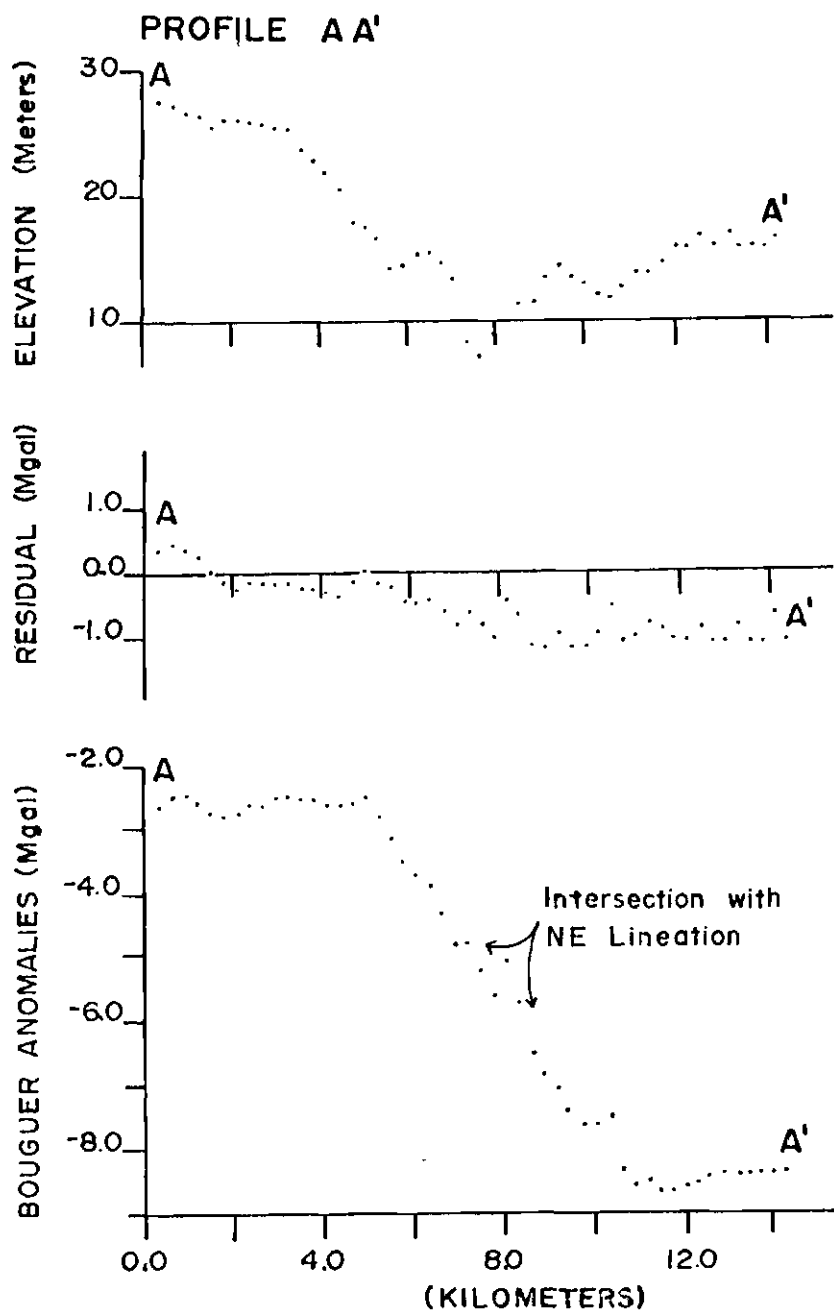 PROFILE A A'
ELEVATION (Meters)
30
20
10
A
A'
RESIDUAL (Mgal)
1.0
0.0
-1.0
A
A'
BOUGUER ANOMALIES (Mgal)
-2.0
-4.0
-6.0
-8.0
A
Intersection with
NE Lineation
A'
0.0
4.0
8.0
12.0
(KILOMETERS)